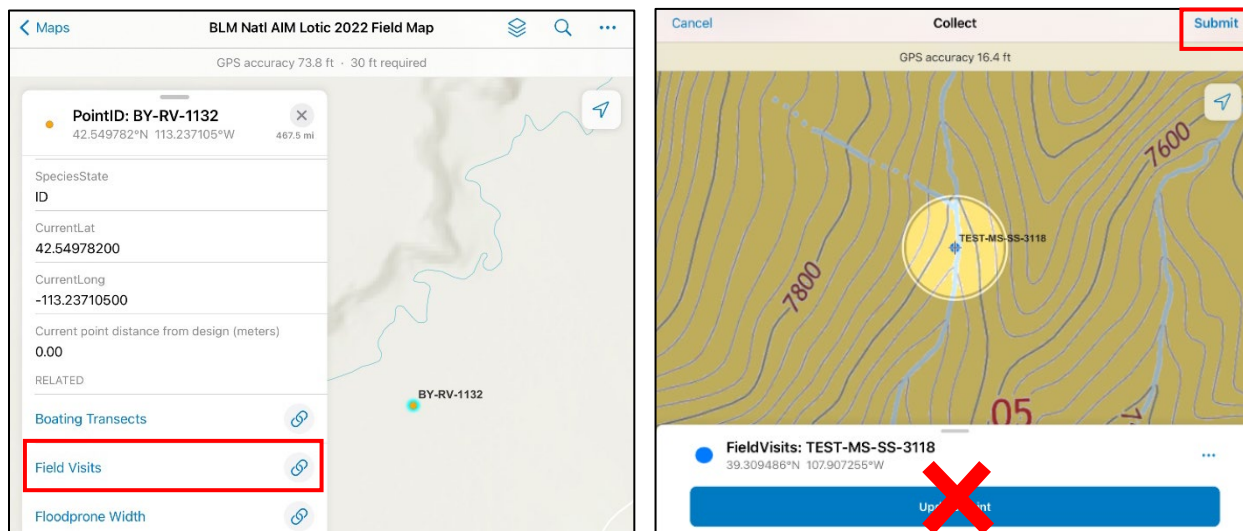 Maps
BLM Natl AIM Lotic 2022 Field Map
GPS accuracy 73.8 ft · 30 ft required
PointID: BY-RV-1132
42.549782°N 113.237105°W
467.5 mi
SpeciesState
ID
CurrentLat
42.54978200
CurrentLong
-113.23710500
Current point distance from design (meters)
0.00
RELATED
Boating Transects
Field Visits
Floodprone Width
BY-RV-1132
Cancel
Collect
Submit
GPS accuracy 16.4 ft
7600
TEST-MS-SS-3118
7800
05
FieldVisits: TEST-MS-SS-3118
39.309486°N 107.907255°W